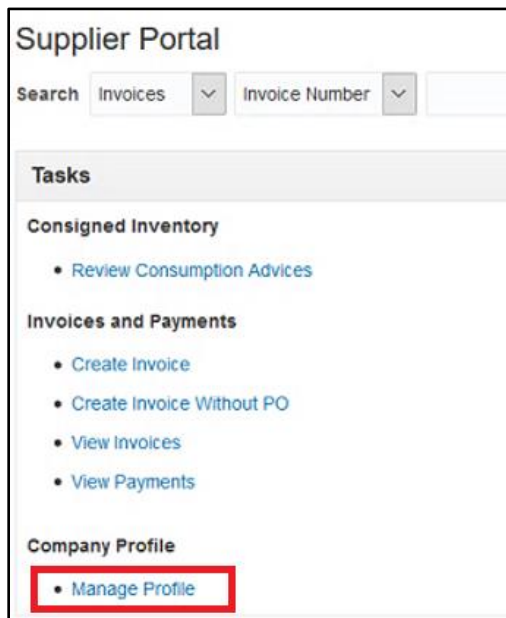 Supplier Portal
Search Invoices Invoice Number
Tasks
Consigned Inventory
• Review Consumption Advices
Invoices and Payments
• Create Invoice
• Create Invoice Without PO
• View Invoices
• View Payments
Company Profile
• Manage Profile